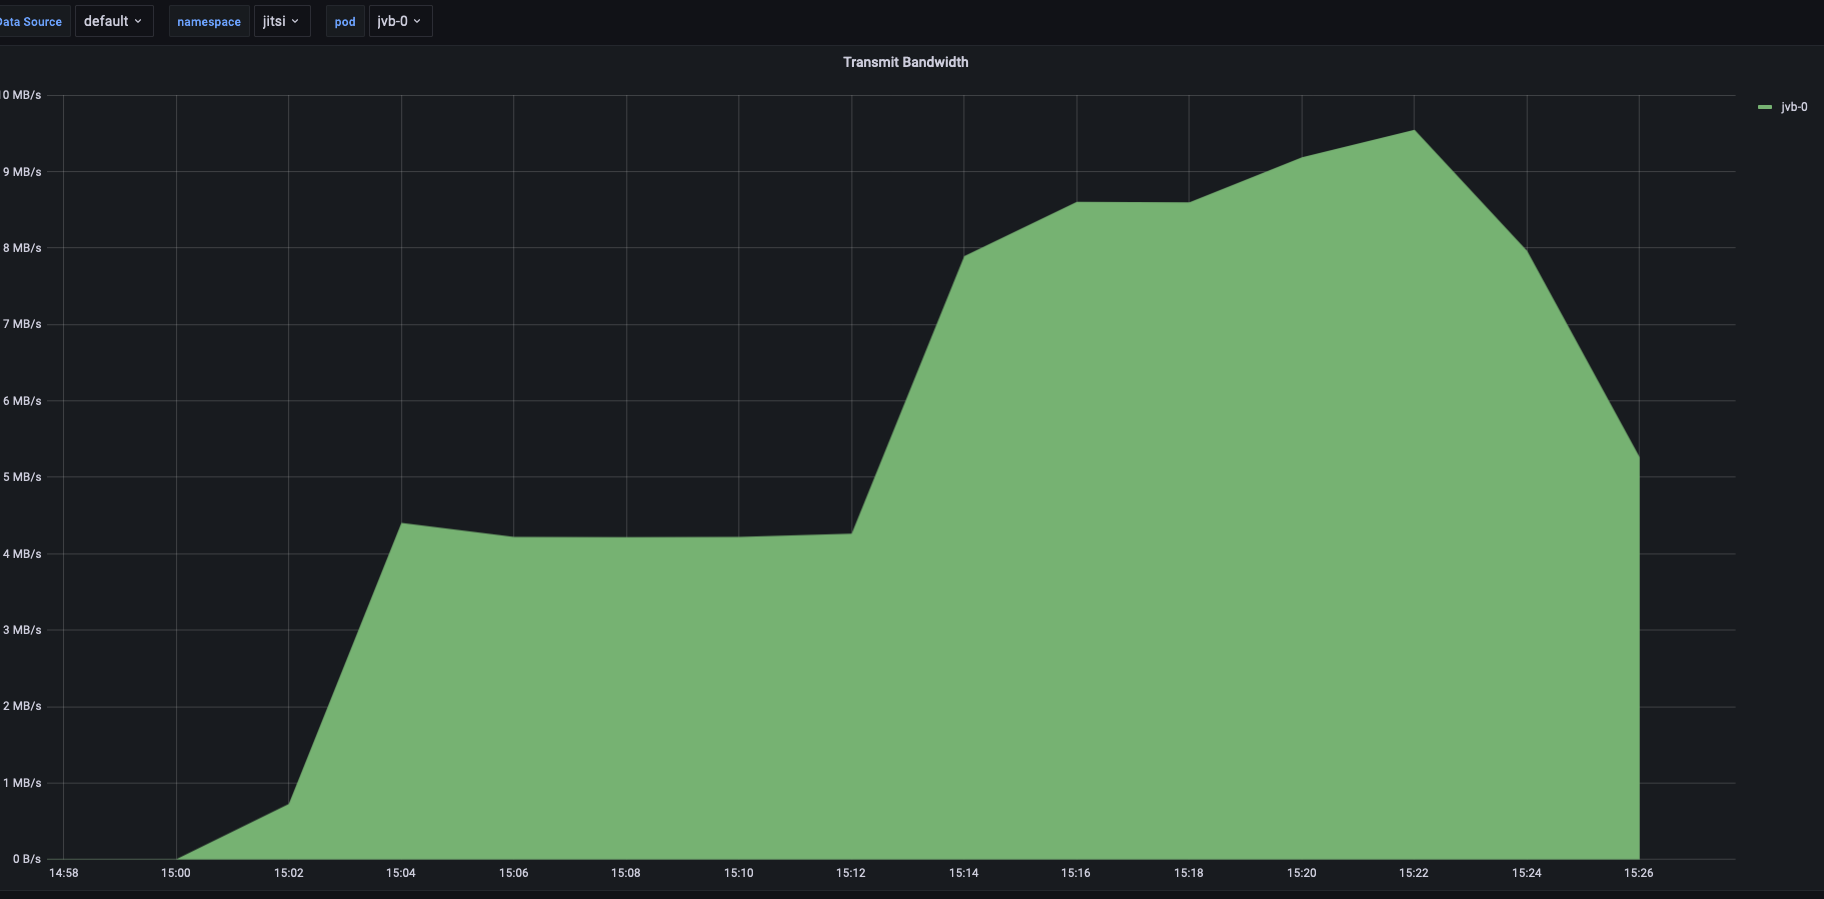 Data Source default namespace jitsi pod jvb-0
Transmit Bandwidth
10 MB/s
jvb-0
9 MB/s
8 MB/s
7 MB/s
6 MB/s
5 MB/s
4 MB/s
3 MB/s
2 MB/s
1 MB/s
0 B/s
14:58 15:00 15:02 15:04 15:06 15:08 15:10 15:12 15:14 15:16 15:18 15:20 15:22 15:24 15:26